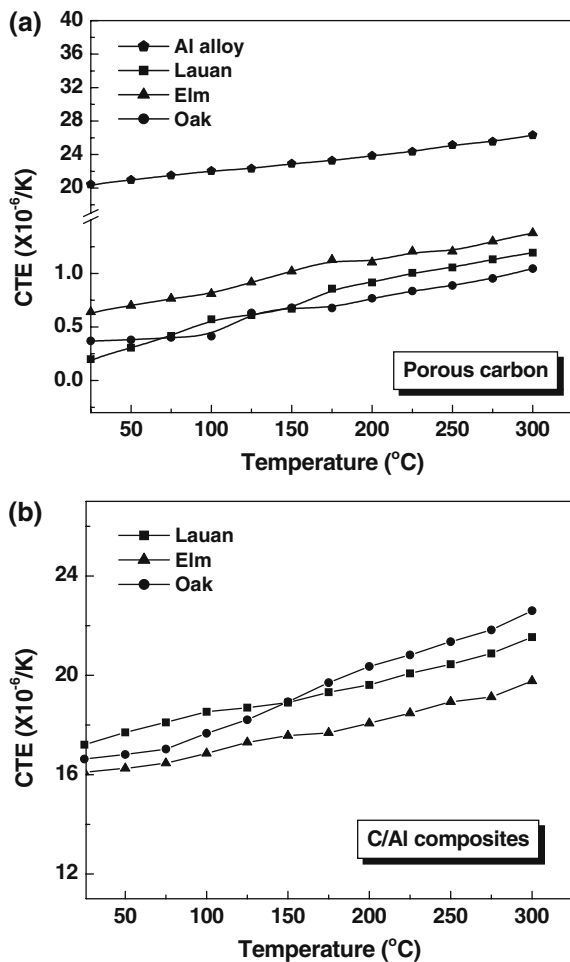 (a)
Al alloy
Lauan
Elm
Oak
40
36
32
28
24
20
1.0
0.5
0.0
CTE (X10⁻⁶/K)
Porous carbon
50 100 150 200 250 300
Temperature (°C)
(b)
Lauan
Elm
Oak
24
20
16
12
CTE (X10⁻⁶/K)
C/Al composites
50 100 150 200 250 300
Temperature (°C)